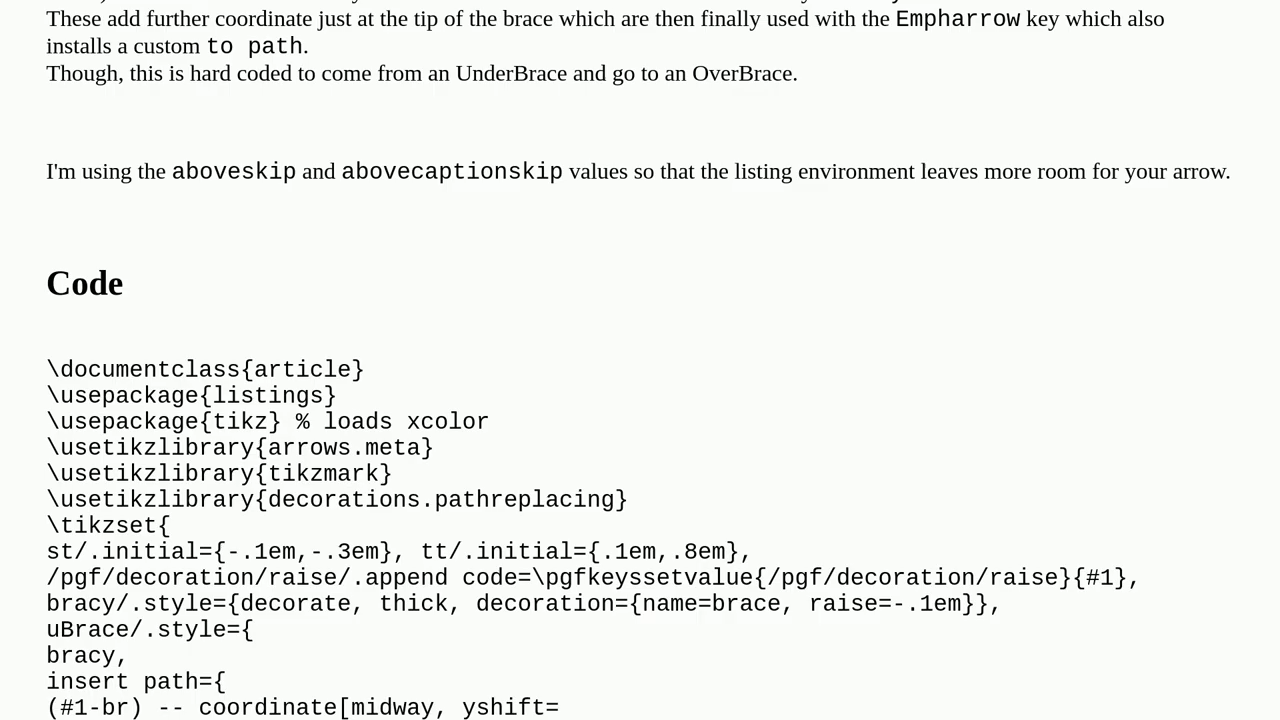 These add further coordinate just at the tip of the brace which are then finally used with the Empharrow key which also
installs a custom to path.
Though, this is hard coded to come from an UnderBrace and go to an OverBrace.
I'm using the aboveskip and abovecaptionskip values so that the listing environment leaves more room for your arrow.
Code
\documentclass{article}
\usepackage{listings}
\usepackage{tikz} % loads xcolor
\usetikzlibrary{arrows.meta}
\usetikzlibrary{tikzmark}
\usetikzlibrary{decorations.pathreplacing}
\tikzset{
st/.initial={-.1em,-.3em}, tt/.initial={.1em,.8em},
/pgf/decoration/raise/.append code=\pgfkeyssetvalue{/pgf/decoration/raise}{#1},
bracy/.style={decorate, thick, decoration={name=brace, raise=-.1em}},
uBrace/.style={
bracy,
insert path={
(#1-br) -- coordinate[midway, yshift=